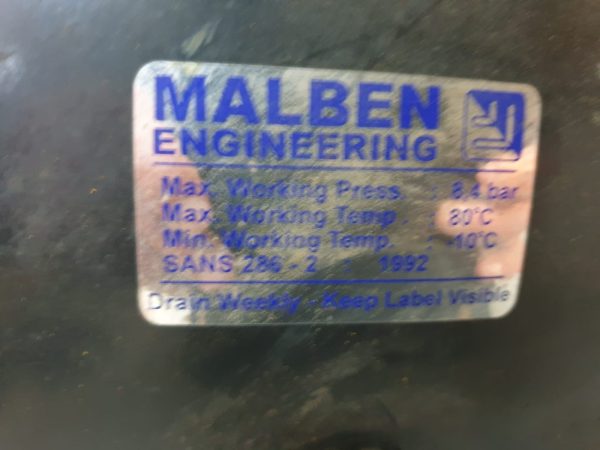 MALBEN
ENGINEERING
Max. Working Press. : 8,4 bar
Max. Working Temp. : 80°C
Min. Working Temp. : -10°C
SANS 286 - 2 : 1992
Drain Weekly - Keep Label Visible